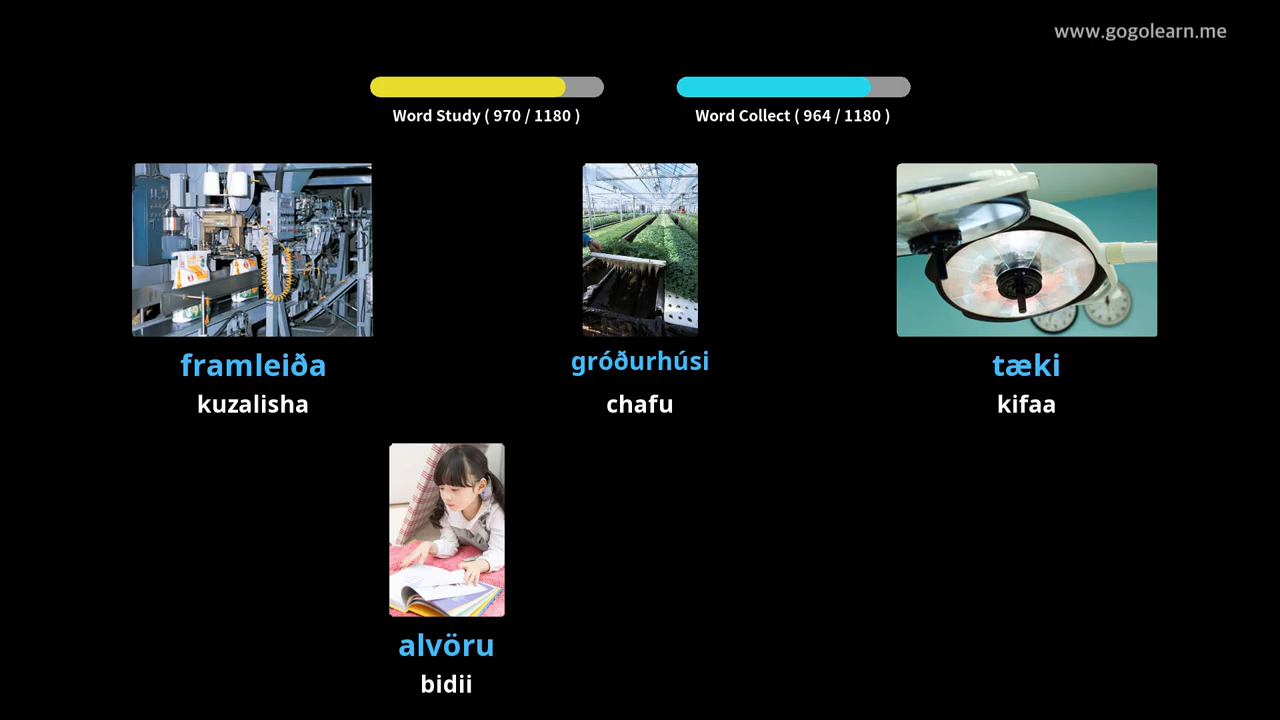 www.gogolearn.me
Word Study ( 970 / 1180 )
Word Collect ( 964 / 1180 )
framleiða
kuzalisha
gróðurhúsi
chafu
tæki
kifaa
alvöru
bidii